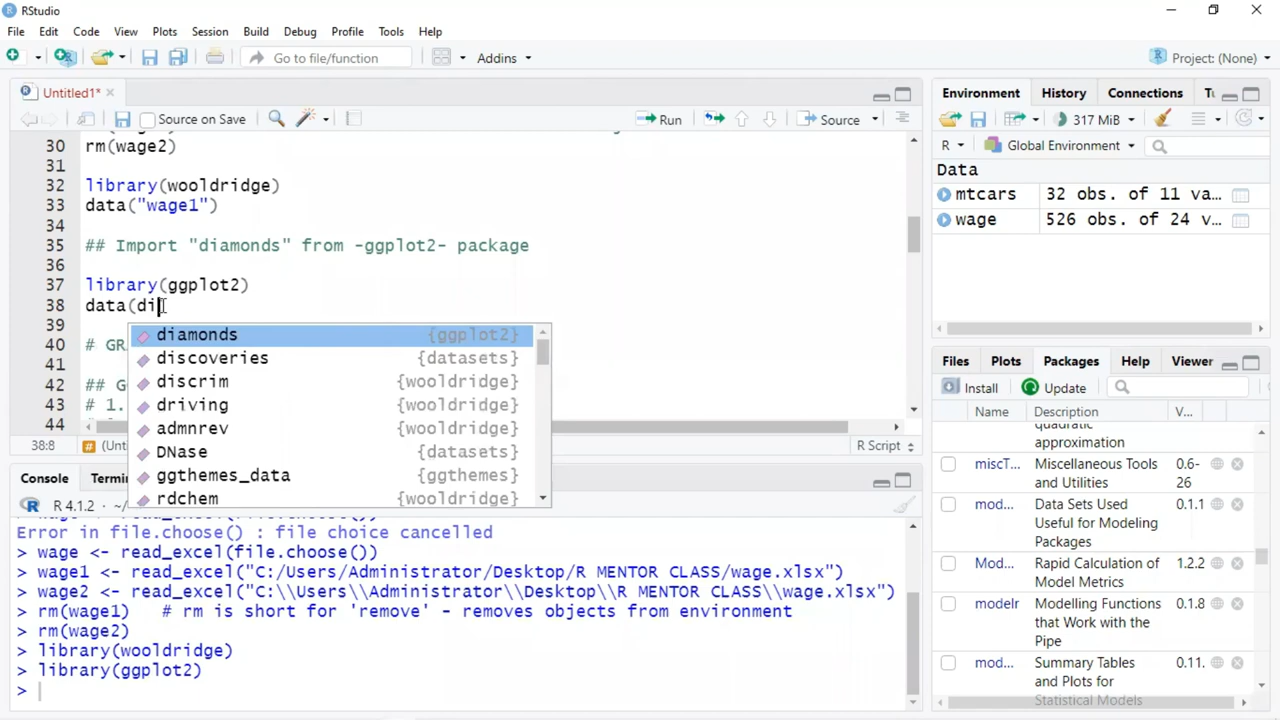 RStudio
File Edit Code View Plots Session Build Debug Profile Tools Help
Go to file/function Addins Project: (None)
Untitled1*
Source on Save Run Source
30 rm(wage2)
31
32 library(wooldridge)
33 data("wage1")
34
35 ## Import "diamonds" from -ggplot2- package
36
37 library(ggplot2)
38 data(di
39
40 # GR
41
42 ## G
43 # 1.
44
diamonds {ggplot2}
discoveries {datasets}
discrim {wooldridge}
driving {wooldridge}
admnrev {wooldridge}
DNase {datasets}
ggthemes_data {ggthemes}
rdchem {wooldridge}
38:8 (Unt R Script
Console Termin
R 4.1.2 · ~/
Error in file.choose() : file choice cancelled
> wage <- read_excel(file.choose())
> wage1 <- read_excel("C:/Users/Administrator/Desktop/R MENTOR CLASS/wage.xlsx")
> wage2 <- read_excel("C:\\Users\\Administrator\\Desktop\\R MENTOR CLASS\\wage.xlsx")
> rm(wage1) # rm is short for 'remove' - removes objects from environment
> rm(wage2)
> library(wooldridge)
> library(ggplot2)
>
Environment History Connections Tu
317 MiB
R Global Environment
Data
mtcars 32 obs. of 11 va...
wage 526 obs. of 24 v...
Files Plots Packages Help Viewer
Install Update
Name Description V...
quadratic
approximation
miscT... Miscellaneous Tools and Utilities 0.6-26
mod... Data Sets Used Useful for Modeling Packages 0.1.1
Mod... Rapid Calculation of Model Metrics 1.2.2
modelr Modelling Functions that Work with the Pipe 0.1.8
mod... Summary Tables and Plots for Statistical Models 0.11.